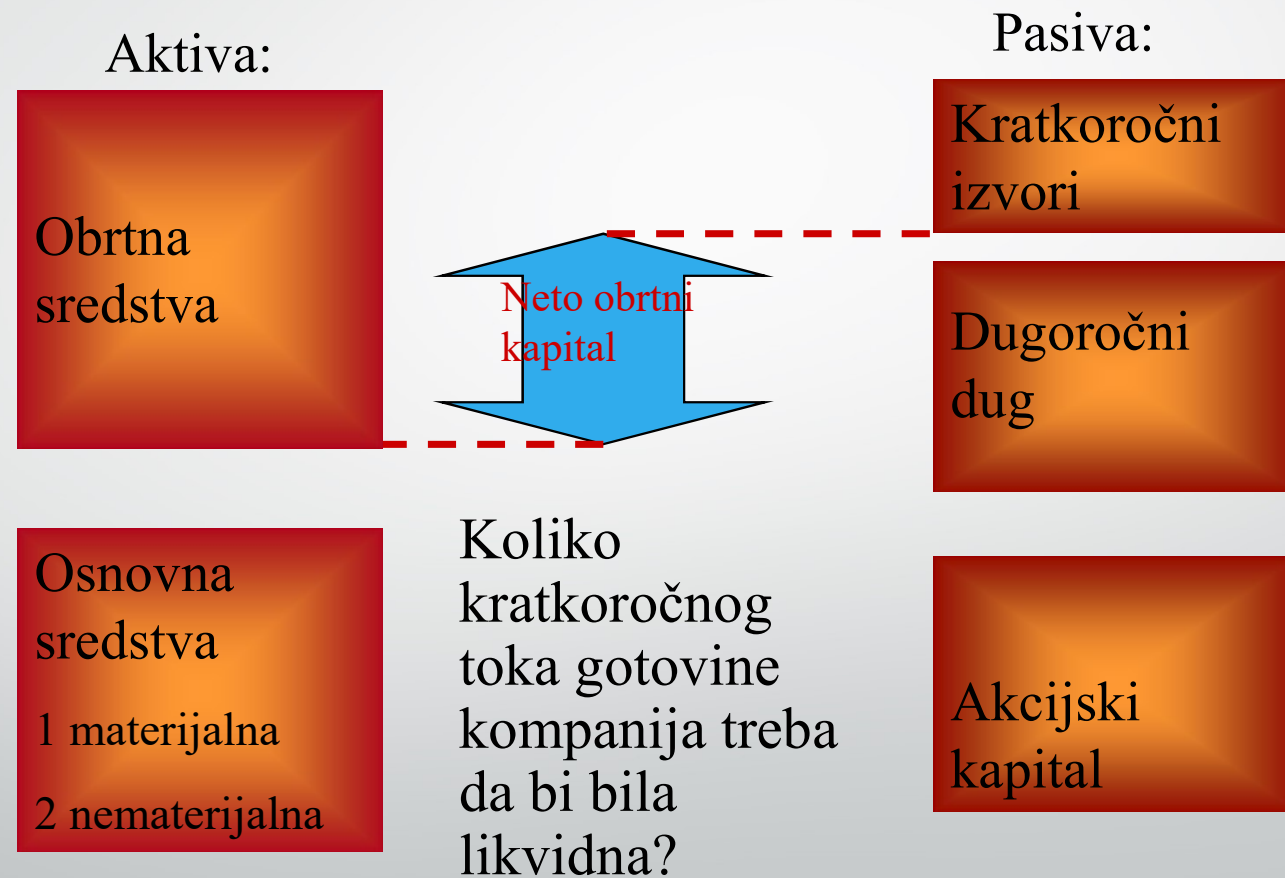 Aktiva:
Obrtna
sredstva
Osnovna
sredstva
1 materijalna
2 nematerijalna
Neto obrtni
kapital
Koliko
kratkoročnog
toka gotovine
kompanija treba
da bi bila
likvidna?
Pasiva:
Kratkoročni
izvori
Dugoročni
dug
Akcijski
kapital